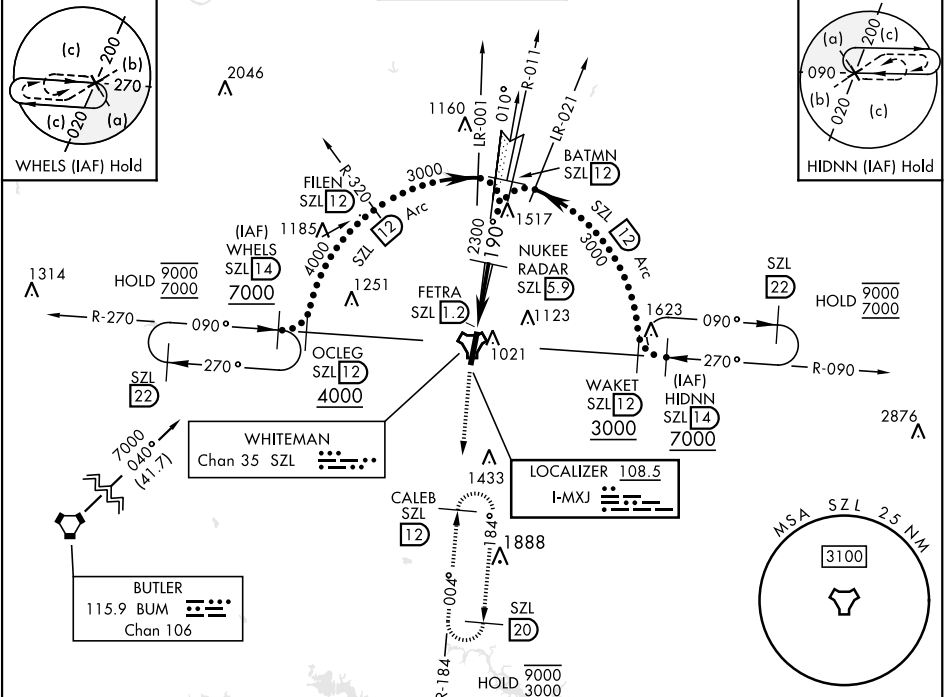 (c)
200
(b)
270
(c)
020
(a)
WHELS (IAF) Hold
2046
1160
LR-001
010°
R-011
LR-021
(a)
200
(c)
090
(b)
020
(c)
HIDNN (IAF) Hold
BATMN
SZL 12
3000
R-320
FILEN
SZL 12
1185
SZL 12 Arc
4000
1517
2300
190°
NUKEE
RADAR
SZL 5.9
SZL 12 Arc
3000
(IAF)
WHELS
SZL 14
7000
1314
HOLD 9000
7000
1251
FETRA
SZL 1.2
1123
1021
1623
SZL
22
HOLD 9000
7000
R-270
090°
270°
SZL
22
OCLEG
SZL 12
4000
090°
270°
R-090
WAKET
SZL 12
3000
(IAF)
HIDNN
SZL 14
7000
2876
7000
040°
(41.7)
WHITEMAN
Chan 35 SZL
LOCALIZER 108.5
I-MXJ
1433
CALEB
SZL
12
184°
1888
004°
SZL
20
R-184
HOLD 9000
3000
BUTLER
115.9 BUM
Chan 106
MSA SZL 25 NM
3100